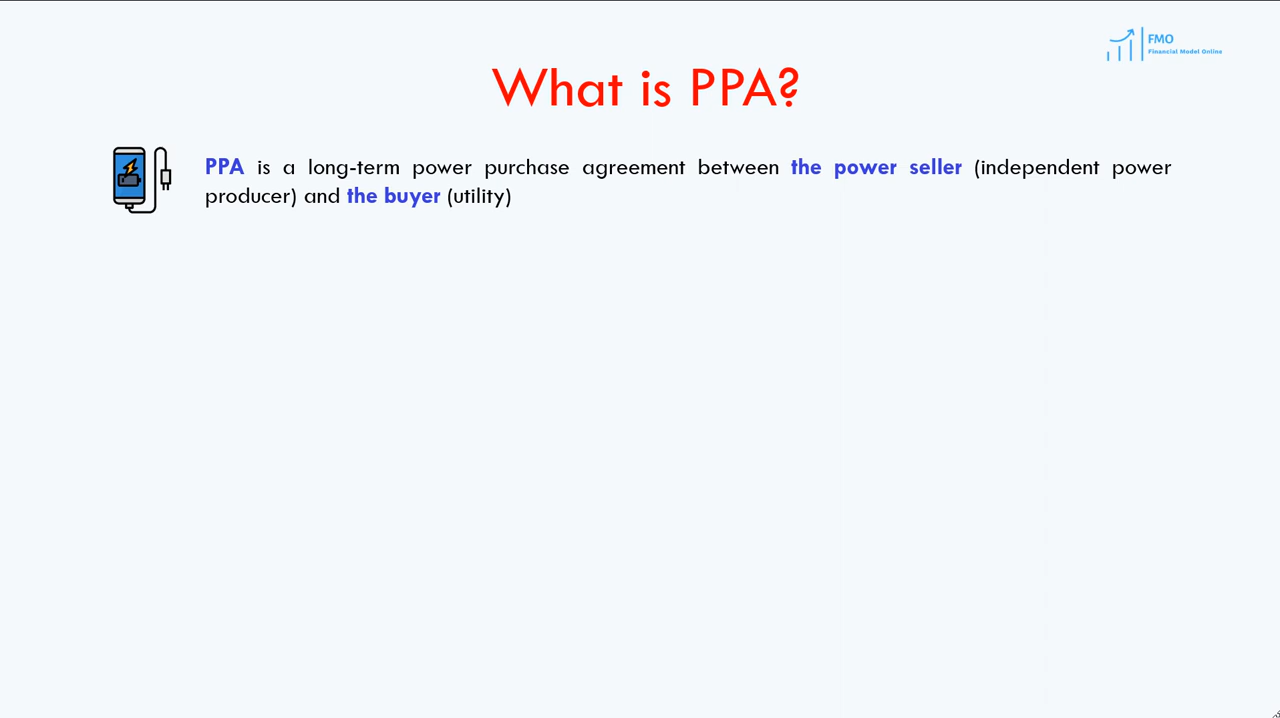 FMO
Financial Model Online
What is PPA?
PPA is a long-term power purchase agreement between the power seller (independent power
producer) and the buyer (utility)